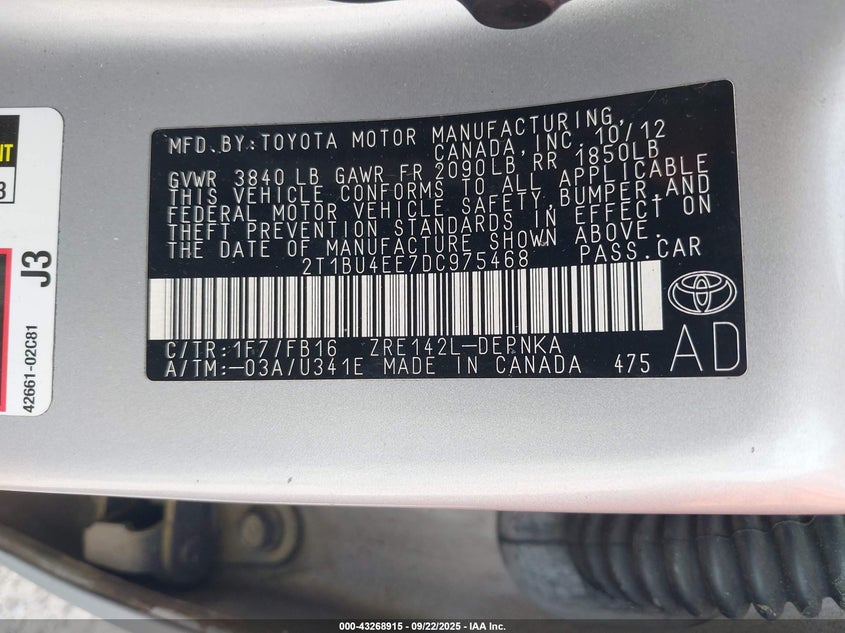 IT
3
J3
42661-02C81
MFD.BY:TOYOTA MOTOR MANUFACTURING,
CANADA,INC. 10/12
GVWR 3840 LB GAWR FR 2090LB RR 1850LB
THIS VEHICLE CONFORMS TO ALL APPLICABLE
FEDERAL MOTOR VEHICLE SAFETY,BUMPER,AND
THEFT PREVENTION STANDARDS IN EFFECT ON
THE DATE OF MANUFACTURE SHOWN ABOVE.
2T1BU4EE7DC975468 PASS.CAR
C/TR:1F7/FB16 ZRE142L-DEPNKA
A/TM:-03A/U341E MADE IN CANADA 475
AD
000-43268915 - 09/22/2025 - IAA Inc.